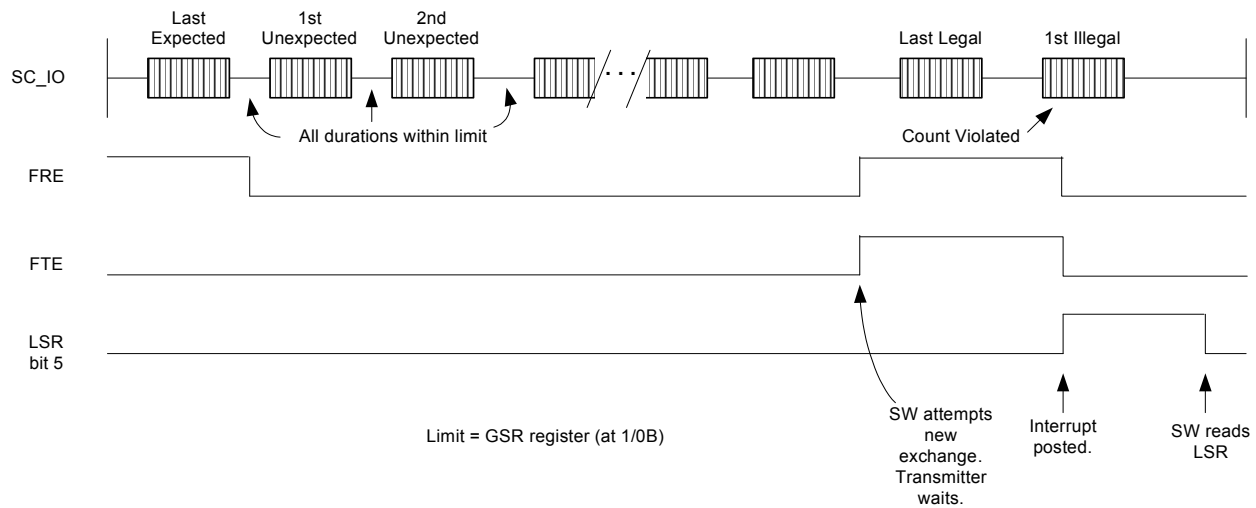 Last
Expected
1st
Unexpected
2nd
Unexpected
Last Legal
1st Illegal
SC_IO
. . .
All durations within limit
Count Violated
FRE
FTE
LSR
bit 5
Limit = GSR register (at 1/0B)
SW attempts
new
exchange.
Transmitter
waits.
Interrupt
posted.
SW reads
LSR